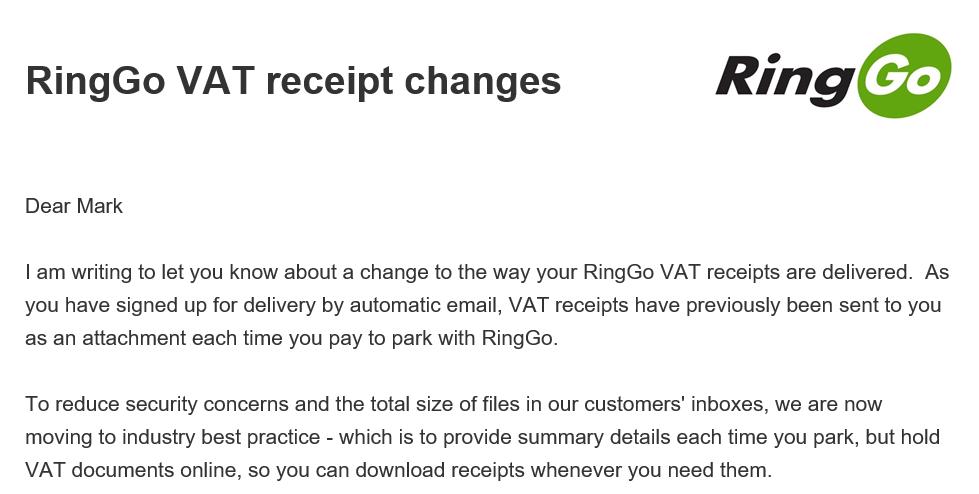 RingGo VAT receipt changes
RingGo
Dear Mark
I am writing to let you know about a change to the way your RingGo VAT receipts are delivered.  As
you have signed up for delivery by automatic email, VAT receipts have previously been sent to you
as an attachment each time you pay to park with RingGo.
To reduce security concerns and the total size of files in our customers' inboxes, we are now
moving to industry best practice - which is to provide summary details each time you park, but hold
VAT documents online, so you can download receipts whenever you need them.